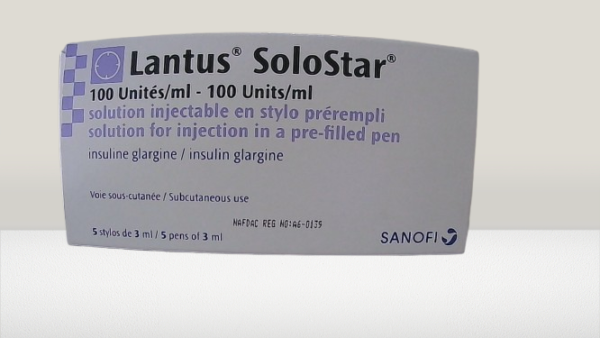 Lantus® SoloStar®
100 Unités/ml - 100 Units/ml
solution injectable en stylo prérempli
solution for injection in a pre-filled pen
insuline glargine / insulin glargine
Voie sous-cutanée / Subcutaneous use
NAFDAC REG NO:A6-0135
5 stylos de 3 ml / 5 pens of 3 ml
SANOFI